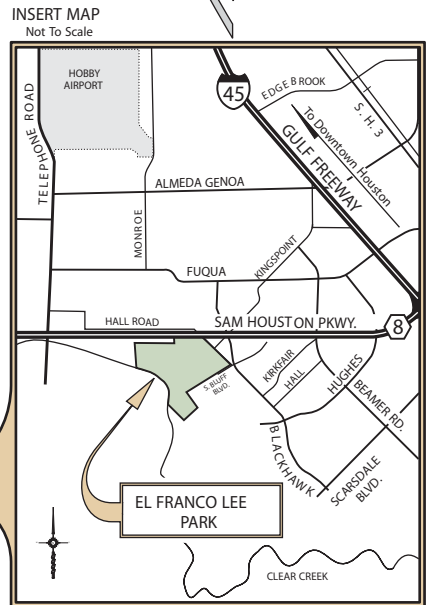 INSERT MAP
Not To Scale
HOBBY
AIRPORT
TELEPHONE ROAD
45
EDGEBROOK
S. H. 3
To Downtown Houston
GULF FREEWAY
ALMEDA GENOA
MONROE
KINGSPOINT
FUQUA
HALL ROAD
SAM HOUSTON PKWY.
8
S. BLUFF
BLVD.
KIRKFAIR
HALL
HUGHES
BEAMER RD.
BLACKHAWK
SCARSDALE
BLVD.
EL FRANCO LEE
PARK
CLEAR CREEK